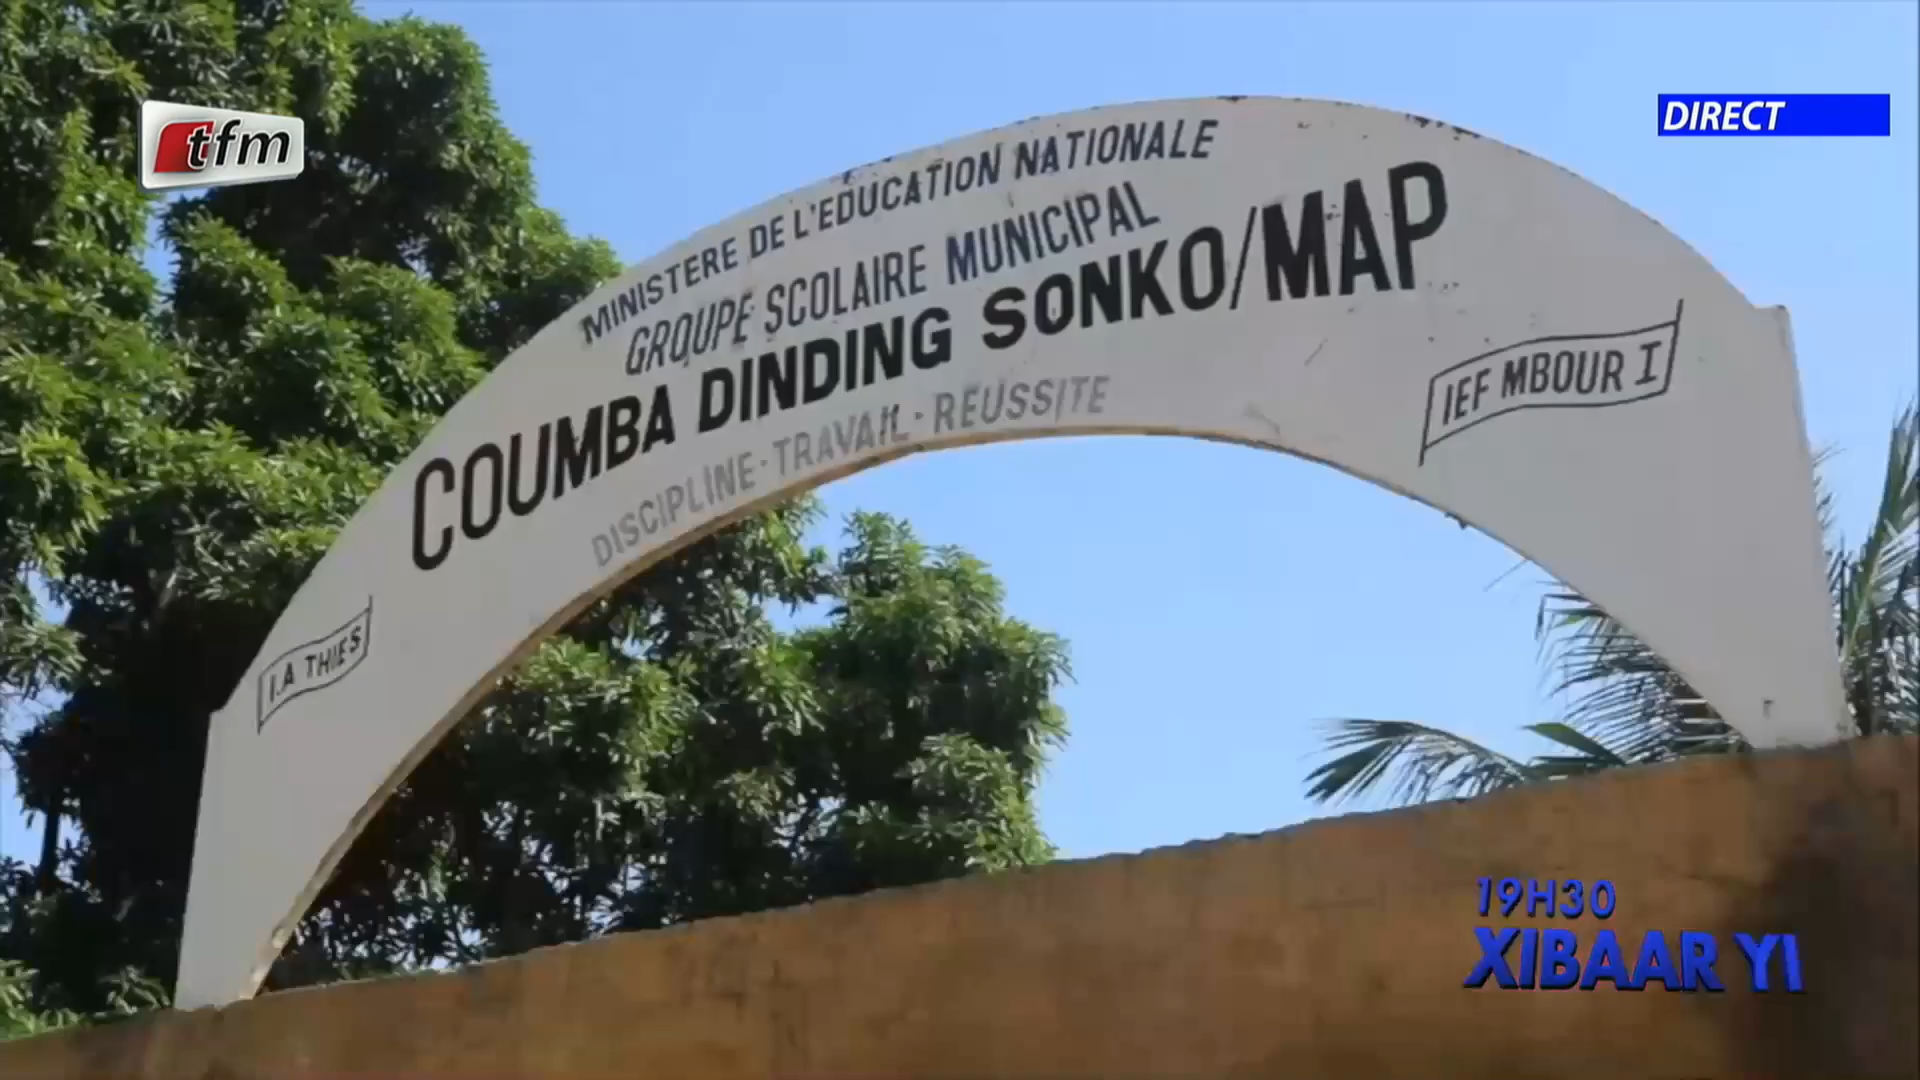 tfm
DIRECT
MINISTERE DE L'EDUCATION NATIONALE
GROUPE SCOLAIRE MUNICIPAL
COUMBA DINDING SONKO/MAP
DISCIPLINE-TRAVAIL-REUSSITE
I.A THIES
IEF MBOUR I
19H30
XIBAAR YI